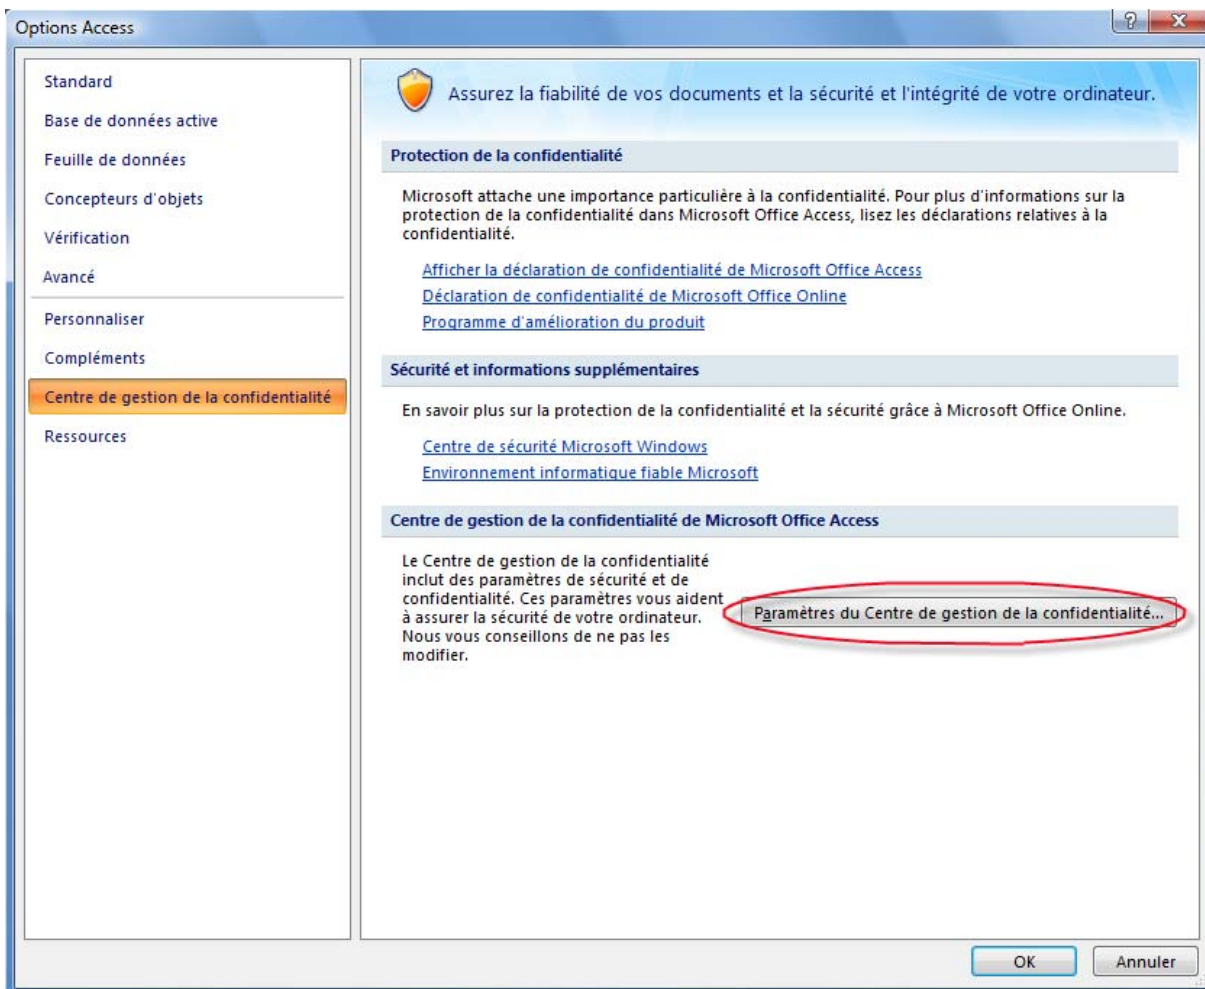 Options Access
Standard
Base de données active
Feuille de données
Concepteurs d'objets
Vérification
Avancé
Personnaliser
Compléments
Centre de gestion de la confidentialité
Ressources
Assurez la fiabilité de vos documents et la sécurité et l'intégrité de votre ordinateur.
Protection de la confidentialité
Microsoft attache une importance particulière à la confidentialité. Pour plus d'informations sur la
protection de la confidentialité dans Microsoft Office Access, lisez les déclarations relatives à la
confidentialité.
Afficher la déclaration de confidentialité de Microsoft Office Access
Déclaration de confidentialité de Microsoft Office Online
Programme d'amélioration du produit
Sécurité et informations supplémentaires
En savoir plus sur la protection de la confidentialité et la sécurité grâce à Microsoft Office Online.
Centre de sécurité Microsoft Windows
Environnement informatique fiable Microsoft
Centre de gestion de la confidentialité de Microsoft Office Access
Le Centre de gestion de la confidentialité
inclut des paramètres de sécurité et de
confidentialité. Ces paramètres vous aident
à assurer la sécurité de votre ordinateur.
Nous vous conseillons de ne pas les
modifier.
Paramètres du Centre de gestion de la confidentialité...
OK
Annuler